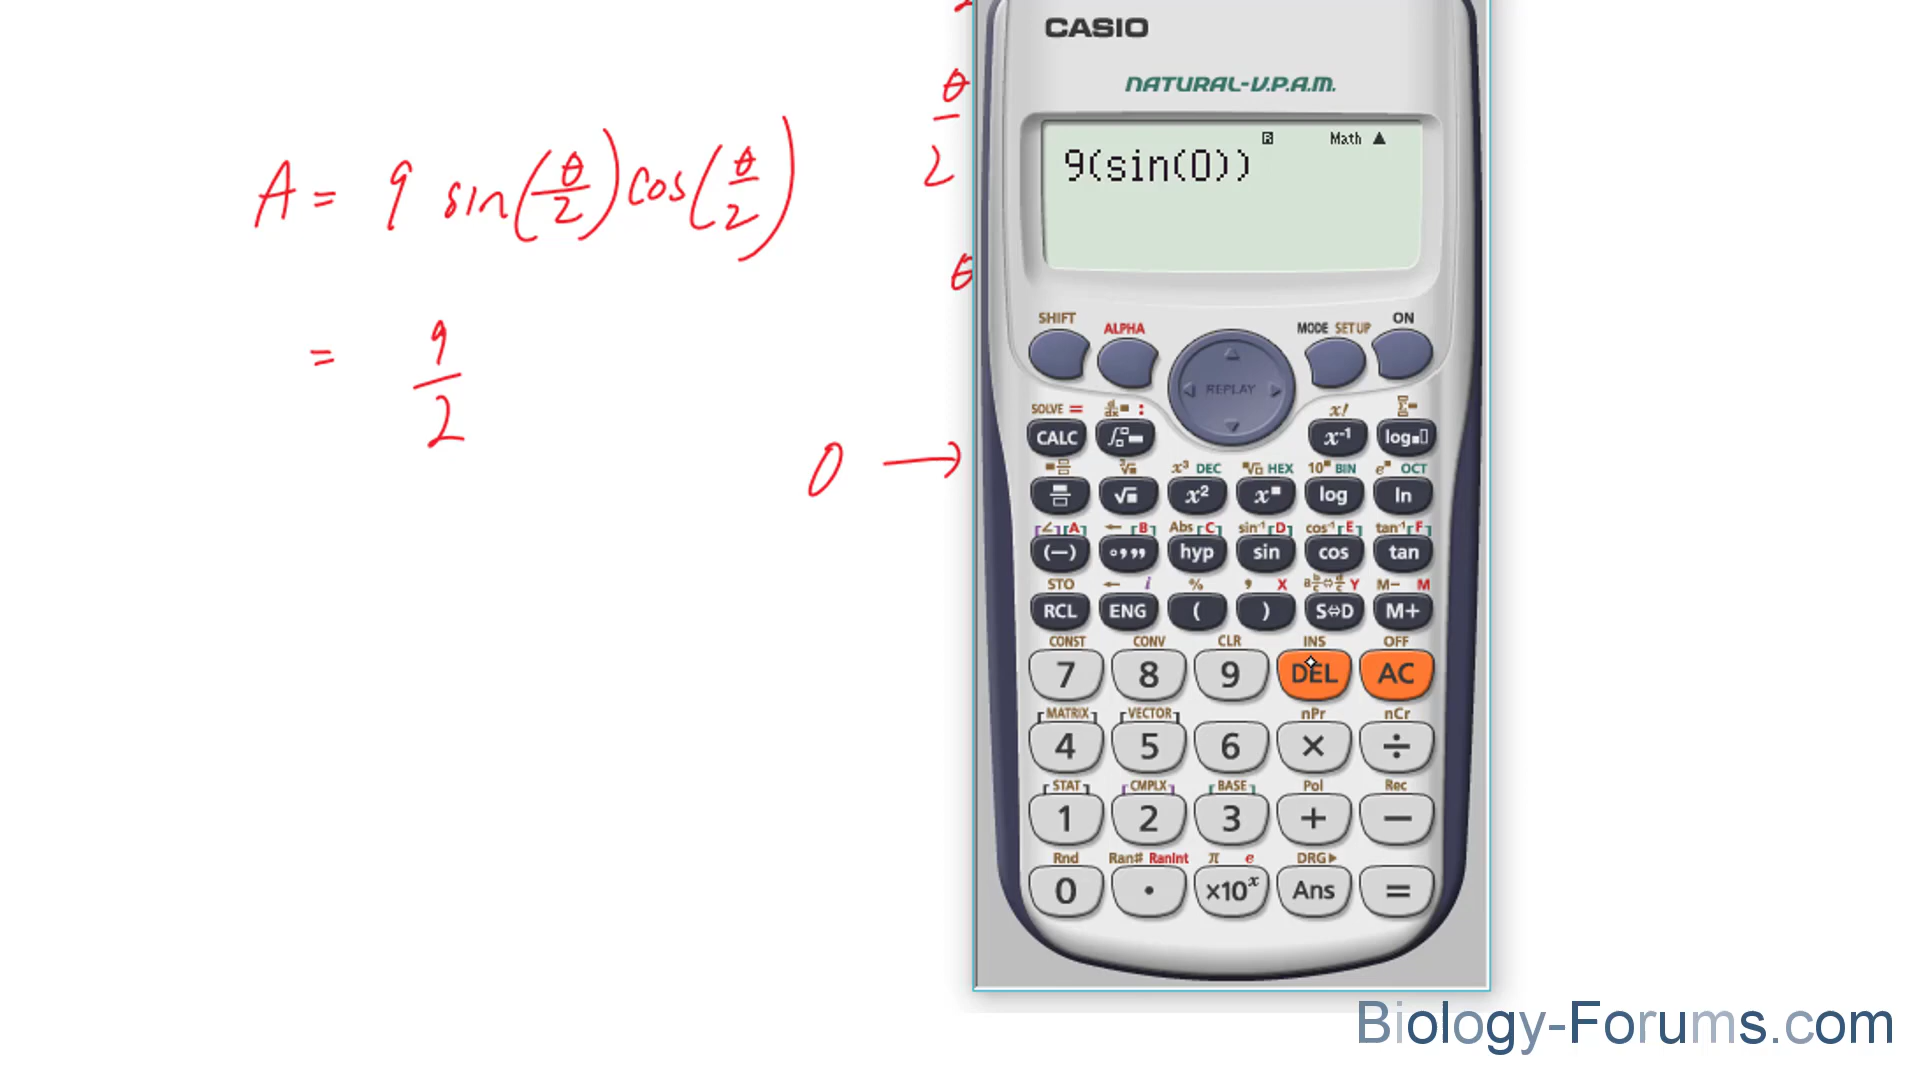 A = 9 sin(θ/2) cos(θ/2)
= 9/2
θ
2
θ
0 →
CASIO
NATURAL-V.P.A.M.
R Math ▲
9(sin(0))
SHIFT ALPHA MODE SETUP ON
REPLAY
SOLVE = d/dx : x! Σ
CALC ∫ x⁻¹ log
³√ x³ DEC √ HEX 10 BIN e OCT
√ x² x log ln
∠ A ← B Abs C sin⁻¹ D cos⁻¹ E tan⁻¹ F
(−) ° , , , hyp sin cos tan
STO ← i % , X a b/c⇔d/c Y M− M
RCL ENG ( ) S⇔D M+
CONST CONV CLR INS OFF
7 8 9 DEL AC
MATRIX VECTOR nPr nCr
4 5 6 × ÷
STAT CMPLX BASE Pol Rec
1 2 3 + −
Rnd Ran# RanInt π e DRG▶
0 . ×10ˣ Ans =
Biology-Forums.com